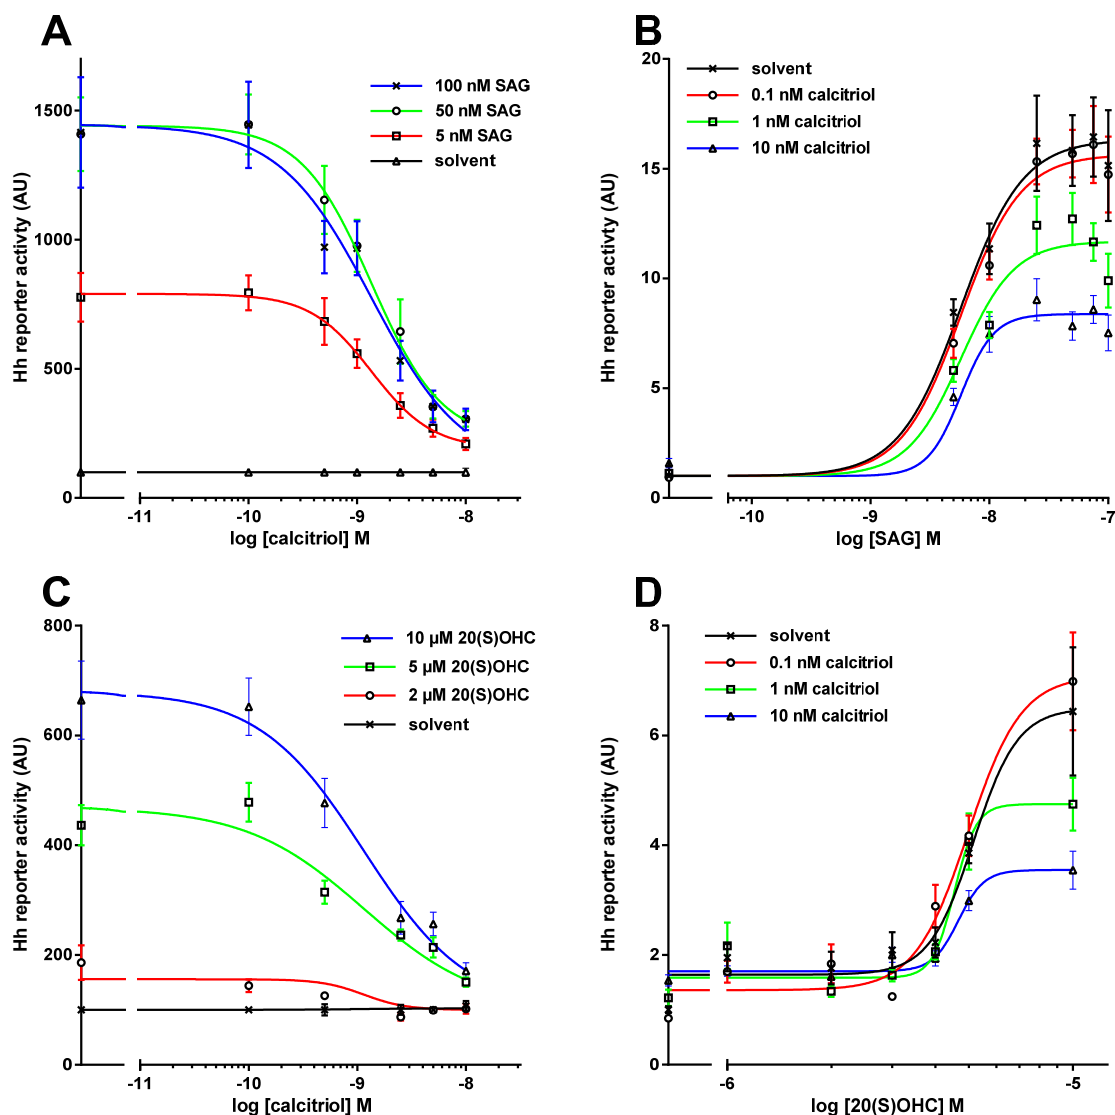 A
100 nM SAG
50 nM SAG
5 nM SAG
solvent
Hh reporter activty (AU)
1500
1000
500
0
-11
-10
-9
-8
log [calcitriol] M
B
solvent
0.1 nM calcitriol
1 nM calcitriol
10 nM calcitriol
Hh reporter activity (AU)
20
15
10
5
0
-10
-9
-8
-7
log [SAG] M
C
10 µM 20(S)OHC
5 µM 20(S)OHC
2 µM 20(S)OHC
solvent
Hh reporter activity (AU)
800
600
400
200
0
-11
-10
-9
-8
log [calcitriol] M
D
solvent
0.1 nM calcitriol
1 nM calcitriol
10 nM calcitriol
Hh reporter activity (AU)
8
6
4
2
0
-6
-5
log [20(S)OHC] M